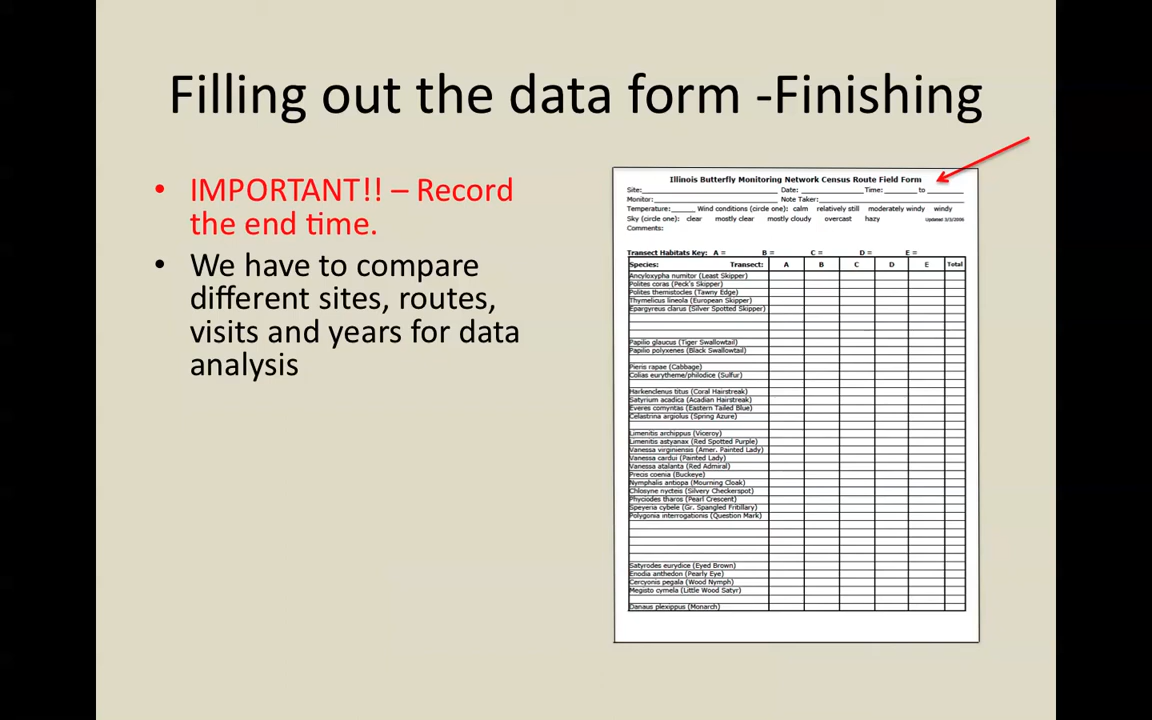 Filling out the data form -Finishing
• IMPORTANT!! – Record
the end time.
• We have to compare
different sites, routes,
visits and years for data
analysis
Illinois Butterfly Monitoring Network Census Route Field Form
Site: Date: Time: to
Monitor: Note Taker:
Temperature: Wind conditions (circle one): calm relatively still moderately windy windy
Sky (circle one): clear mostly clear mostly cloudy overcast hazy Updated 3/3/2006
Comments:
Transect Habitats Key: A = B = C = D = E =
Species: Transect: A B C D E Total
Ancyloxypha numitor (Least Skipper)
Polites coras (Peck's Skipper)
Polites themistocles (Tawny Edge)
Thymelicus lineola (European Skipper)
Epargyreus clarus (Silver Spotted Skipper)
Papilio glaucus (Tiger Swallowtail)
Papilio polyxenes (Black Swallowtail)
Pieris rapae (Cabbage)
Colias eurytheme/philodice (Sulfur)
Harkenclenus titus (Coral Hairstreak)
Satyrium acadica (Acadian Hairstreak)
Everes comyntas (Eastern Tailed Blue)
Celastrina argiolus (Spring Azure)
Limenitis archippus (Viceroy)
Limenitis astyanax (Red Spotted Purple)
Vanessa virginiensis (Amer. Painted Lady)
Vanessa cardui (Painted Lady)
Vanessa atalanta (Red Admiral)
Precis coenia (Buckeye)
Nymphalis antiopa (Mourning Cloak)
Chlosyne nycteis (Silvery Checkerspot)
Phyciodes tharos (Pearl Crescent)
Speyeria cybele (Gr. Spangled Fritillary)
Polygonia interrogationis (Question Mark)
Satyrodes eurydice (Eyed Brown)
Enodia anthedon (Pearly Eye)
Cercyonis pegala (Wood Nymph)
Megisto cymela (Little Wood Satyr)
Danaus plexippus (Monarch)